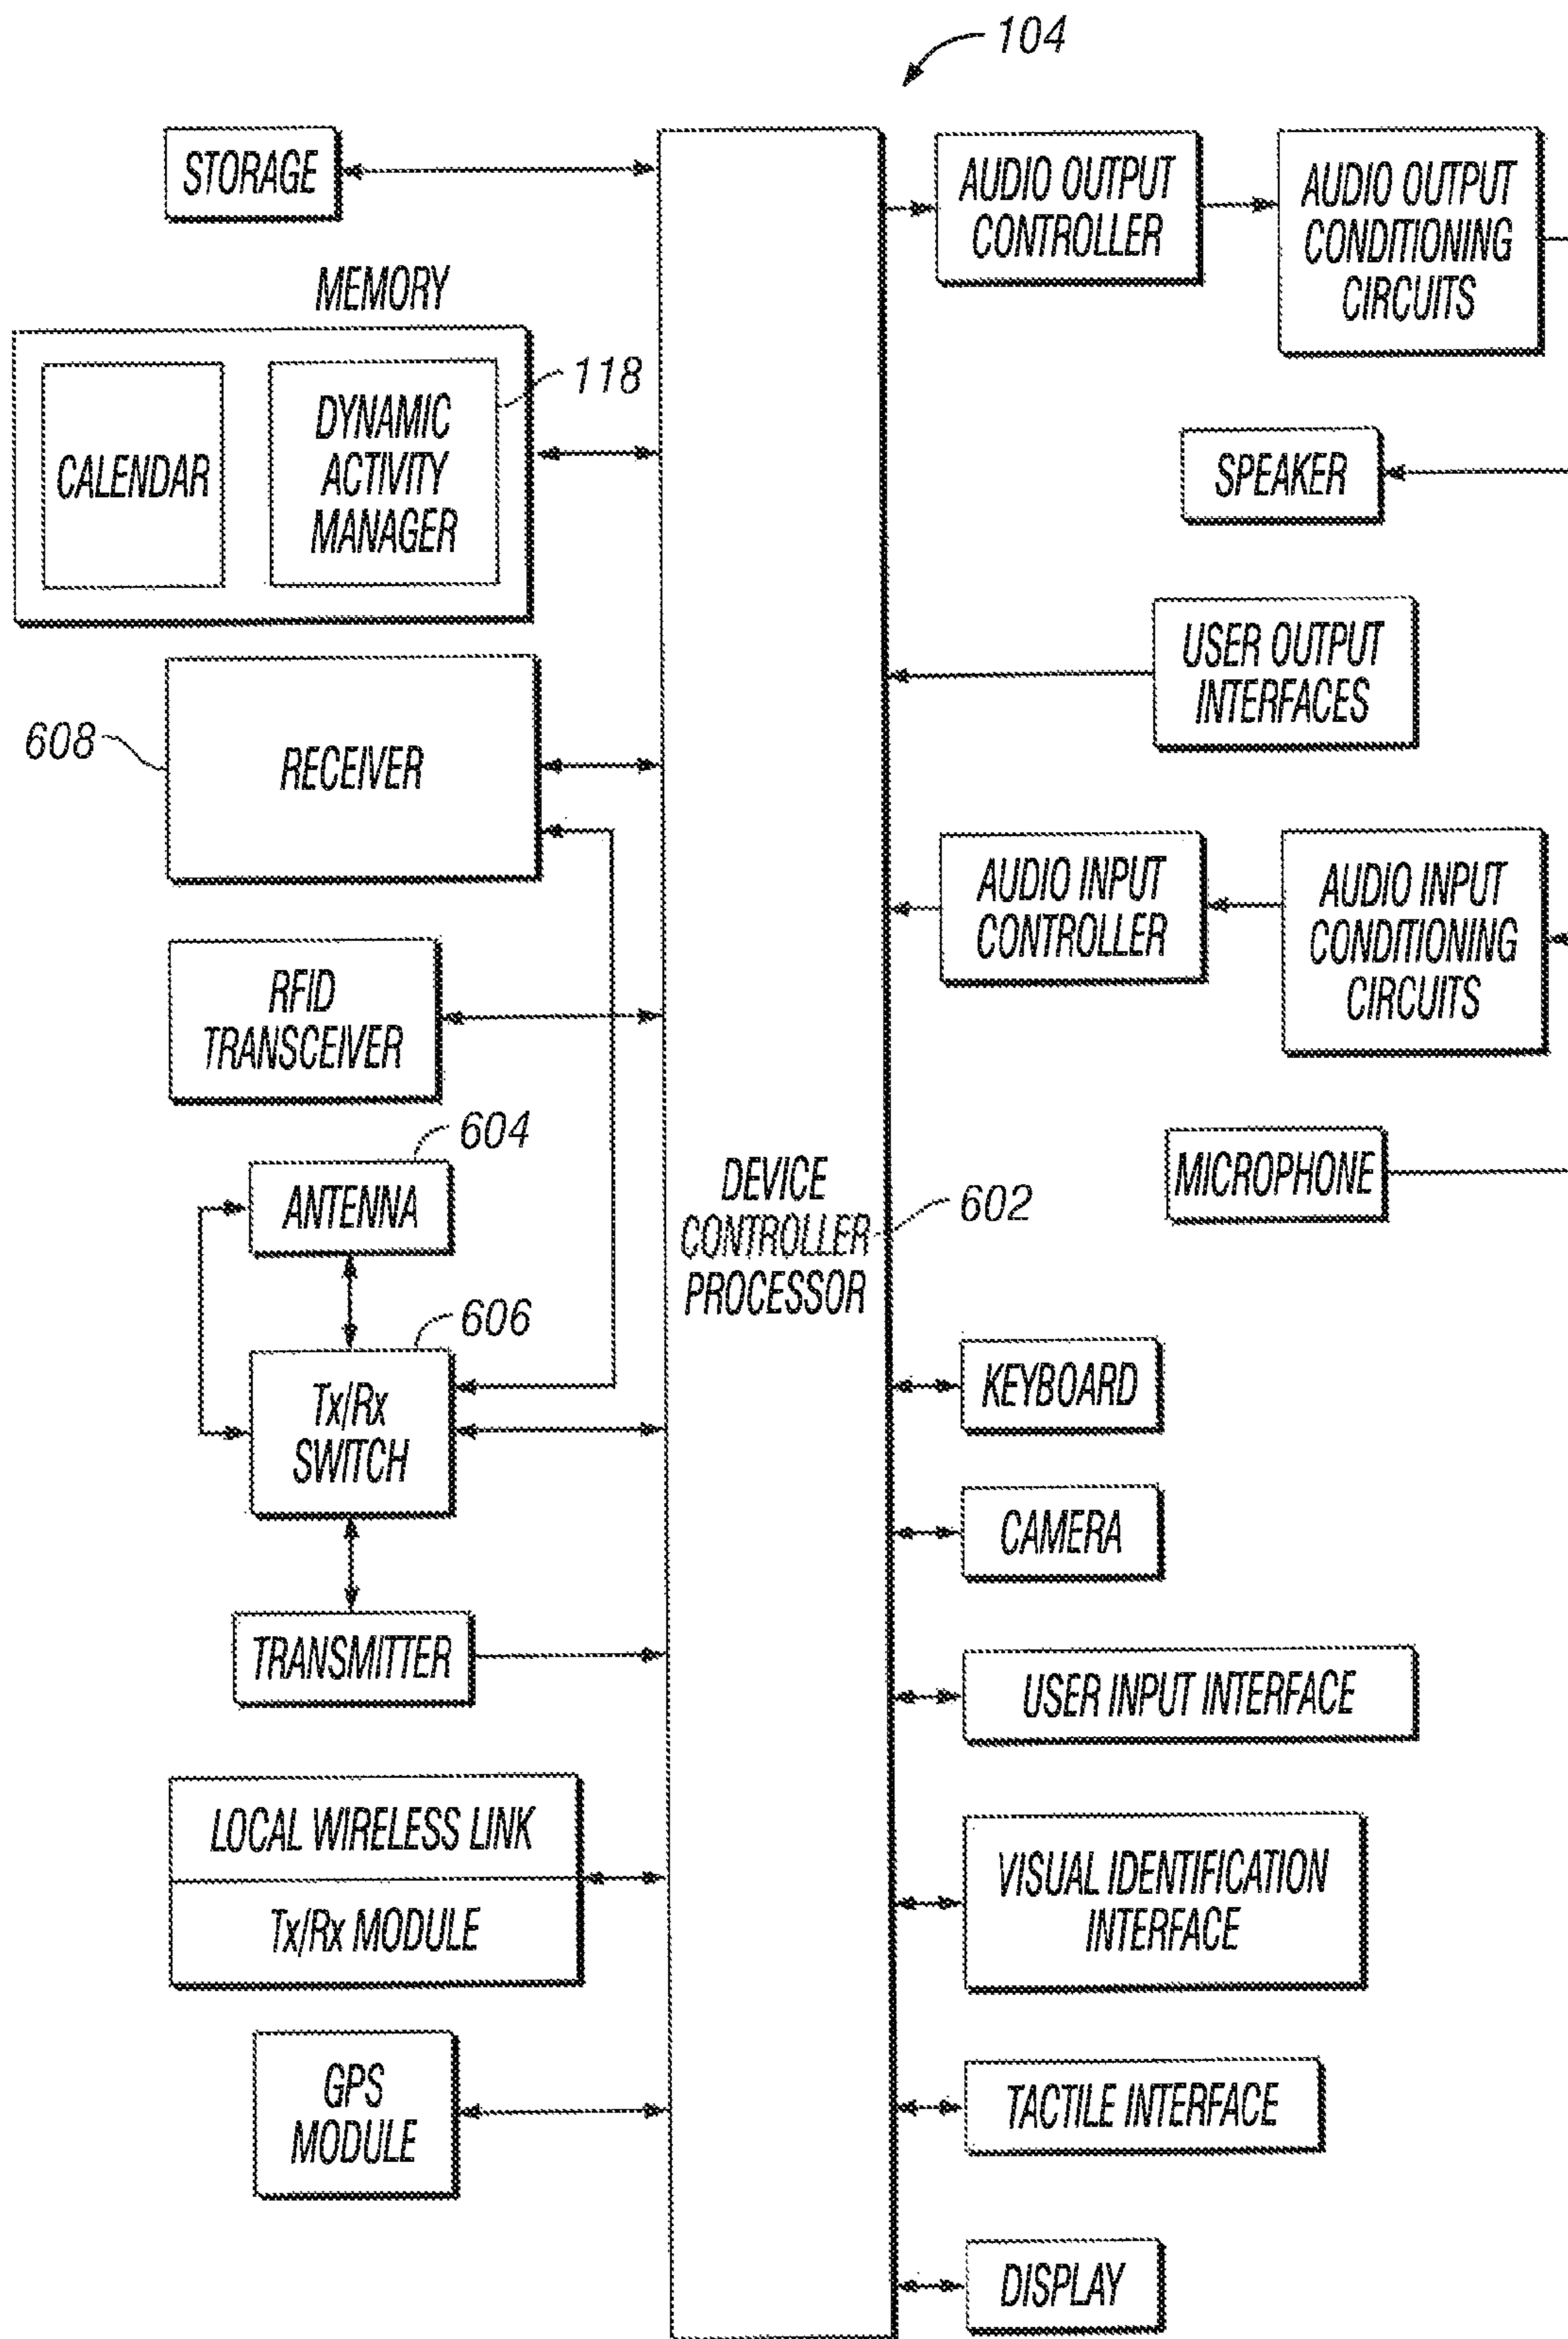 104
STORAGE
MEMORY
CALENDAR
DYNAMIC
ACTIVITY
MANAGER
118
608
RECEIVER
RFID
TRANSCEIVER
604
ANTENNA
606
Tx/Rx
SWITCH
TRANSMITTER
LOCAL WIRELESS LINK
Tx/Rx MODULE
GPS
MODULE
DEVICE
CONTROLLER
PROCESSOR
602
AUDIO OUTPUT
CONTROLLER
AUDIO OUTPUT
CONDITIONING
CIRCUITS
SPEAKER
USER OUTPUT
INTERFACES
AUDIO INPUT
CONTROLLER
AUDIO INPUT
CONDITIONING
CIRCUITS
MICROPHONE
KEYBOARD
CAMERA
USER INPUT INTERFACE
VISUAL IDENTIFICATION
INTERFACE
TACTILE INTERFACE
DISPLAY